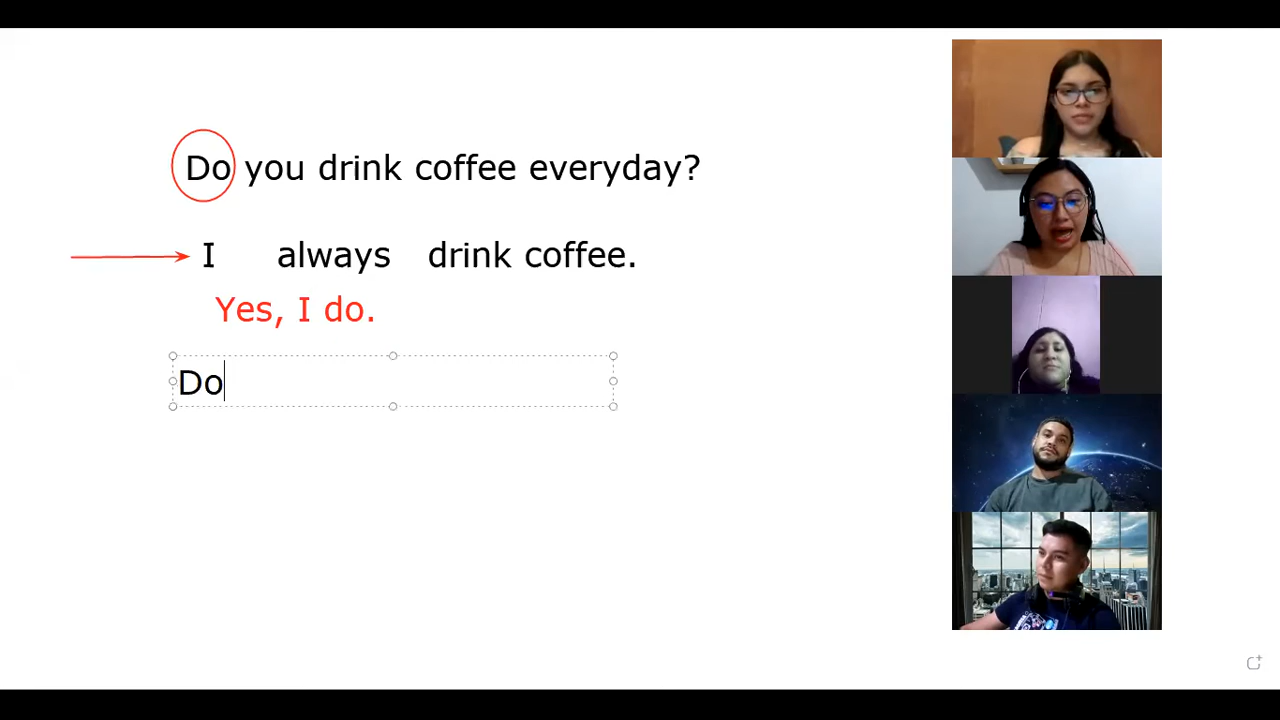 Do you drink coffee everyday?
I always drink coffee.
Yes, I do.
Do